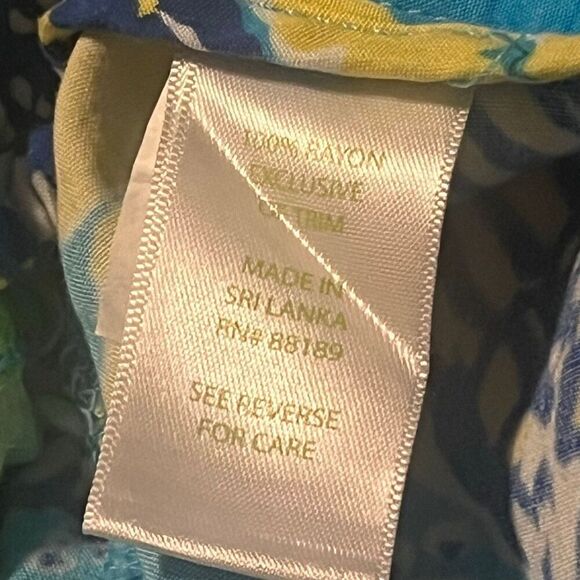 100% RAYON
EXCLUSIVE
OF TRIM
MADE IN
SRI LANKA
RN# 88189
SEE REVERSE
FOR CARE